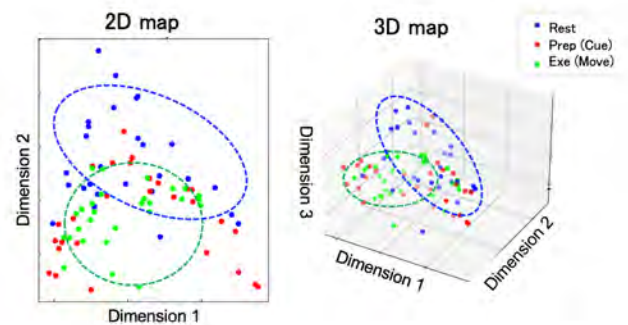 2D map
3D map
Rest
Prep (Cue)
Exe (Move)
Dimension 2
Dimension 1
Dimension 3
Dimension 1
Dimension 2